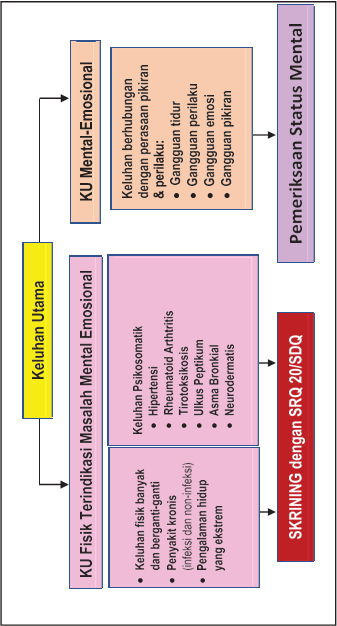 Keluhan Utama
KU Fisik Terindikasi Masalah Mental Emosional
• Keluhan fisik banyak
dan berganti-ganti
• Penyakit kronis
(infeksi dan non-infeksi)
• Pengalaman hidup
yang ekstrem
Keluhan Psikosomatik
• Hipertensi
• Rheumatoid Arthtritis
• Tirotoksikosis
• Ulkus Peptikum
• Asma Bronkial
• Neurodermatis
SKRINING dengan SRQ 20/SDQ
KU Mental-Emosional
Keluhan berhubungan
dengan perasaan pikiran
& perilaku:
• Gangguan tidur
• Gangguan perilaku
• Gangguan emosi
• Gangguan pikiran
Pemeriksaan Status Mental